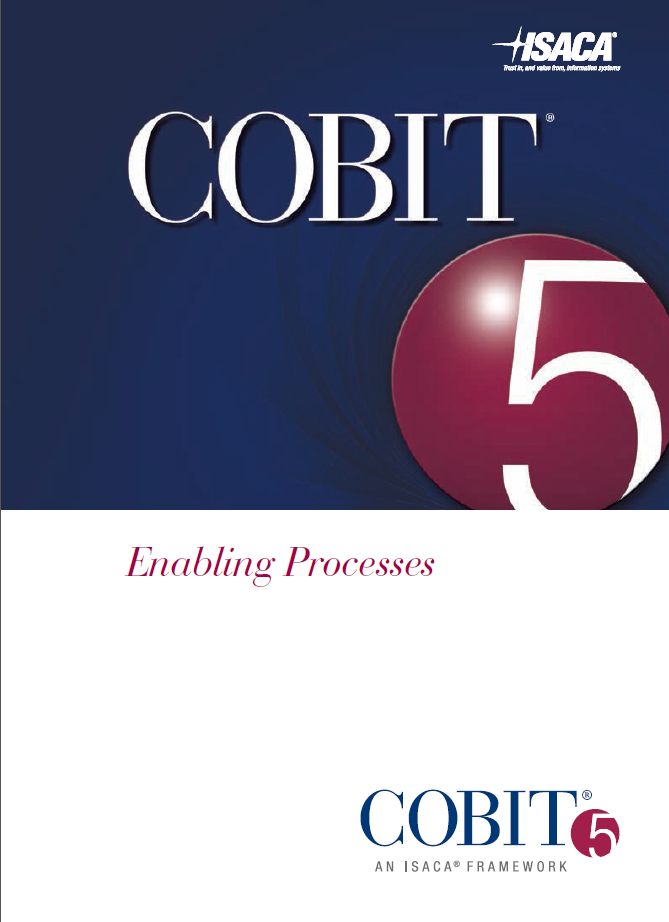 ISACA®
Trust in, and value from, information systems
COBIT®
5
Enabling Processes
COBIT®
5
AN ISACA® FRAMEWORK